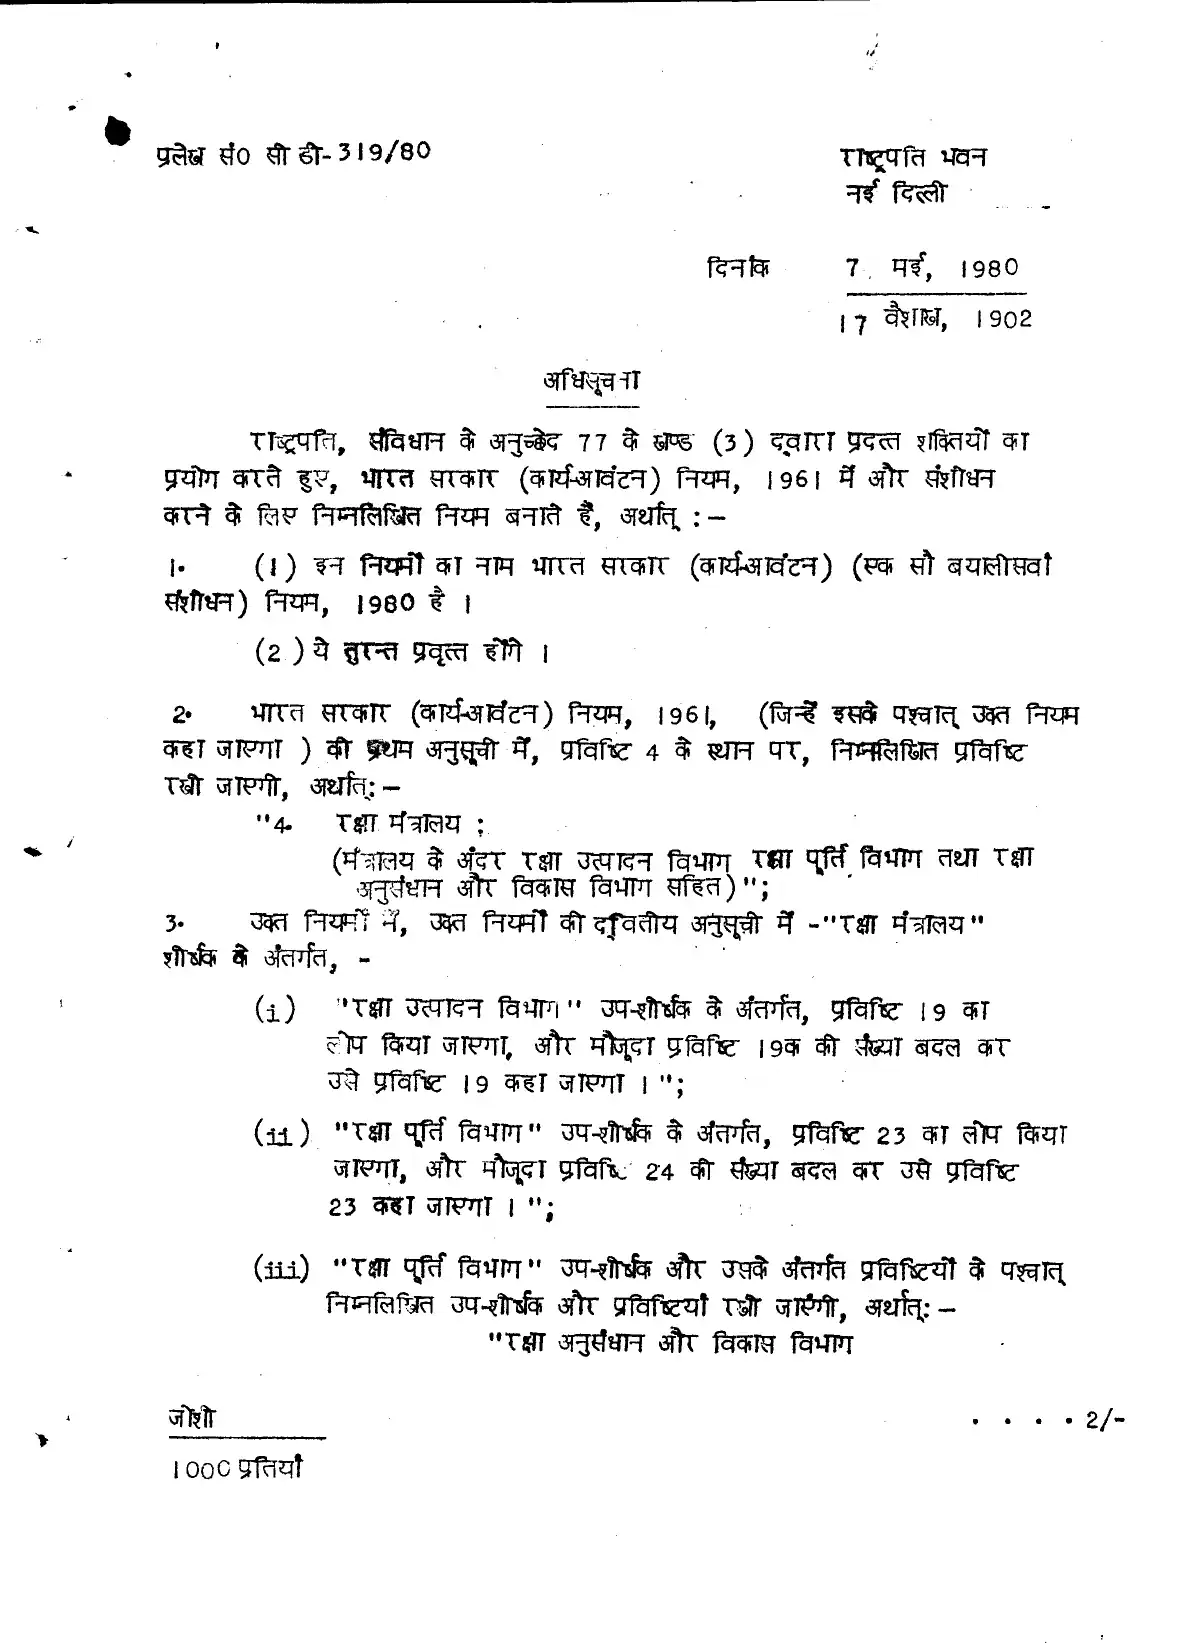 प्रलेख सं0 सी डी-319/80
राष्ट्रपति भवन
नई दिल्ली
दिनांक 7 मई, 1980
17 वैशाख, 1902
अधिसूचना
राष्ट्रपति, संविधान के अनुच्छेद 77 के खण्ड (3) द्वारा प्रदत्त शक्तियों का
प्रयोग करते हुए, भारत सरकार (कार्य-आवंटन) नियम, 1961 में और संशोधन
करने के लिए निम्नलिखित नियम बनाते हैं, अर्थात् :-
1. (1) इन नियमों का नाम भारत सरकार (कार्य-आवंटन) (एक सौ बयालीसवां
संशोधन) नियम, 1980 है ।
(2) ये तुरन्त प्रवृत्त होंगे ।
2. भारत सरकार (कार्य-आवंटन) नियम, 1961, (जिन्हें इसके पश्चात् उक्त नियम
कहा जाएगा ) की प्रथम अनुसूची में, प्रविष्टि 4 के स्थान पर, निम्नलिखित प्रविष्टि
रखी जाएगी, अर्थात्:-
"4. रक्षा मंत्रालय ;
(मंत्रालय के अंदर रक्षा उत्पादन विभाग रक्षा पूर्ति विभाग तथा रक्षा
अनुसंधान और विकास विभाग सहित)";
3. उक्त नियमों में, उक्त नियमों की द्वितीय अनुसूची में -"रक्षा मंत्रालय"
शीर्षक के अंतर्गत, -
(i) "रक्षा उत्पादन विभाग" उप-शीर्षक के अंतर्गत, प्रविष्टि 19 का
लोप किया जाएगा, और मौजूदा प्रविष्टि 19क की संख्या बदल कर
उसे प्रविष्टि 19 कहा जाएगा ।";
(ii) "रक्षा पूर्ति विभाग" उप-शीर्षक के अंतर्गत, प्रविष्टि 23 का लोप किया
जाएगा, और मौजूदा प्रविष्टि 24 की संख्या बदल कर उसे प्रविष्टि
23 कहा जाएगा ।";
(iii) "रक्षा पूर्ति विभाग" उप-शीर्षक और उसके अंतर्गत प्रविष्टियों के पश्चात्
निम्नलिखित उप-शीर्षक और प्रविष्टियां रखी जाएंगी, अर्थात्:-
"रक्षा अनुसंधान और विकास विभाग
जोशी
. . . . 2/-
1000 प्रतियां